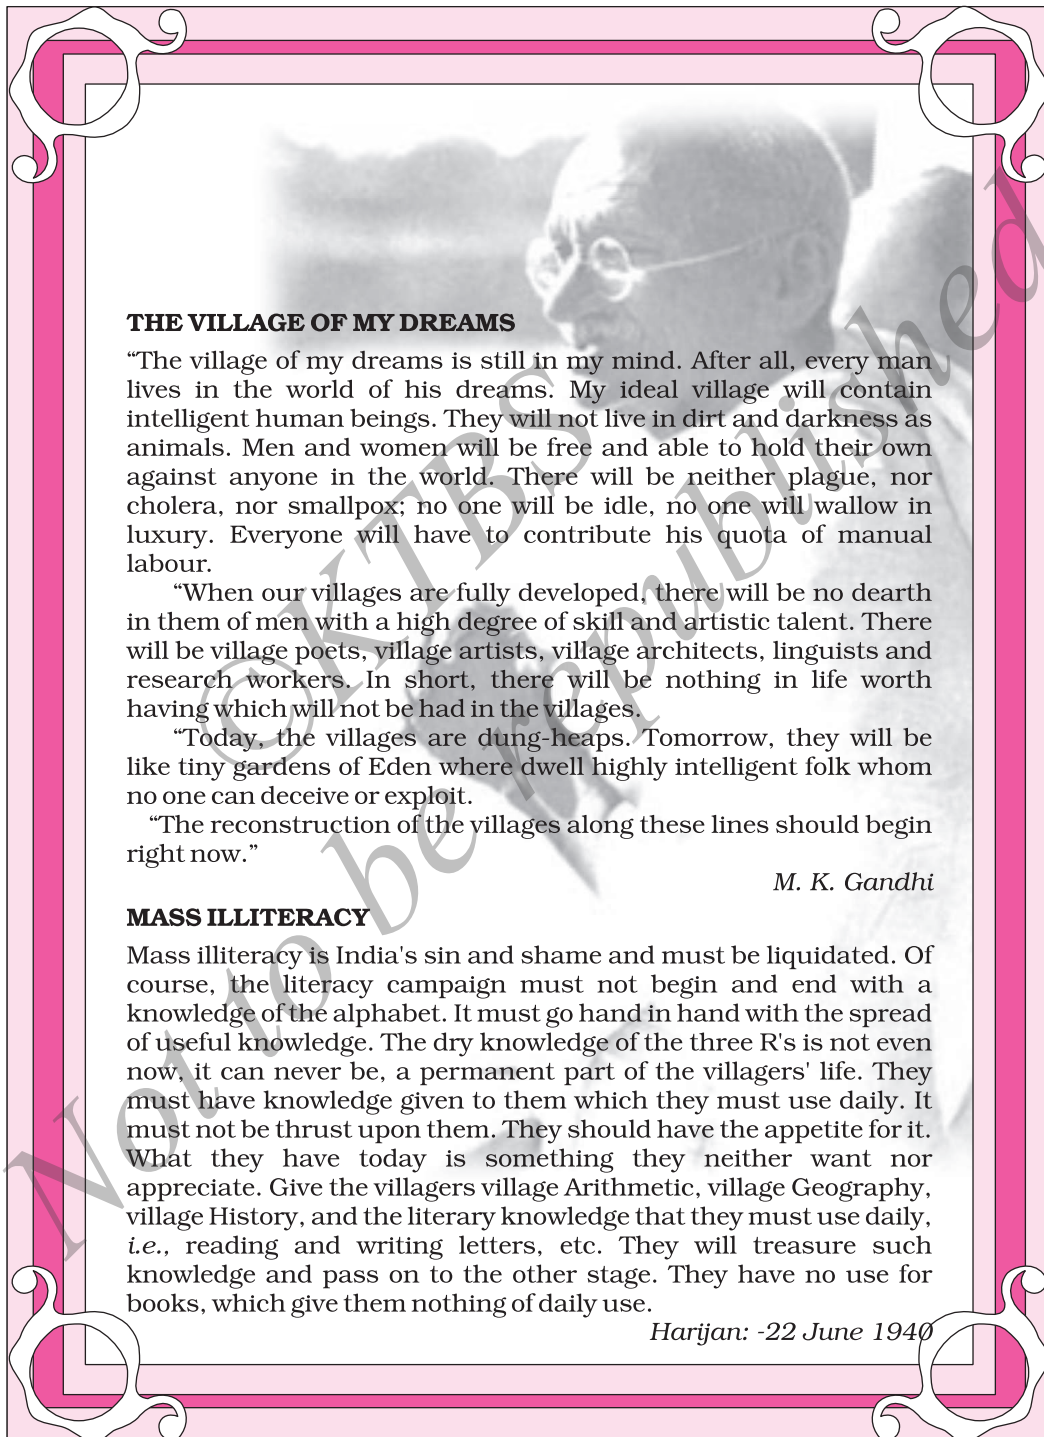 THE VILLAGE OF MY DREAMS
“The village of my dreams is still in my mind. After all, every man
lives in the world of his dreams. My ideal village will contain
intelligent human beings. They will not live in dirt and darkness as
animals. Men and women will be free and able to hold their own
against anyone in the world. There will be neither plague, nor
cholera, nor smallpox; no one will be idle, no one will wallow in
luxury. Everyone will have to contribute his quota of manual
labour.
“When our villages are fully developed, there will be no dearth
in them of men with a high degree of skill and artistic talent. There
will be village poets, village artists, village architects, linguists and
research workers. In short, there will be nothing in life worth
having which will not be had in the villages.
“Today, the villages are dung-heaps. Tomorrow, they will be
like tiny gardens of Eden where dwell highly intelligent folk whom
no one can deceive or exploit.
“The reconstruction of the villages along these lines should begin
right now.”
M. K. Gandhi
MASS ILLITERACY
Mass illiteracy is India's sin and shame and must be liquidated. Of
course, the literacy campaign must not begin and end with a
knowledge of the alphabet. It must go hand in hand with the spread
of useful knowledge. The dry knowledge of the three R's is not even
now, it can never be, a permanent part of the villagers' life. They
must have knowledge given to them which they must use daily. It
must not be thrust upon them. They should have the appetite for it.
What they have today is something they neither want nor
appreciate. Give the villagers village Arithmetic, village Geography,
village History, and the literary knowledge that they must use daily,
i.e., reading and writing letters, etc. They will treasure such
knowledge and pass on to the other stage. They have no use for
books, which give them nothing of daily use.
Harijan: -22 June 1940
©KTBS
Not to be republished